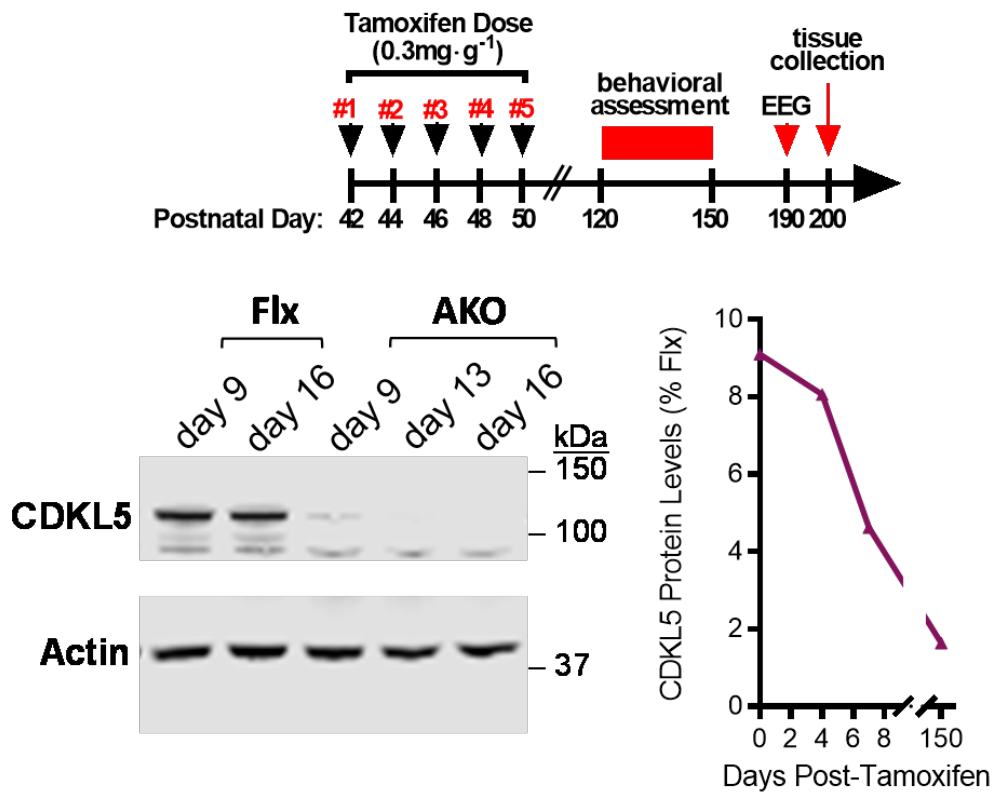 Tamoxifen Dose
(0.3mg·g⁻¹)
#1 #2 #3 #4 #5
behavioral
assessment
EEG
tissue
collection
Postnatal Day: 42 44 46 48 50 120 150 190 200
Flx AKO
day 9 day 16 day 9 day 13 day 16
kDa
150
CDKL5
100
Actin
37
CDKL5 Protein Levels (% Flx)
10
8
6
4
2
0
0 2 4 6 8 150
Days Post-Tamoxifen